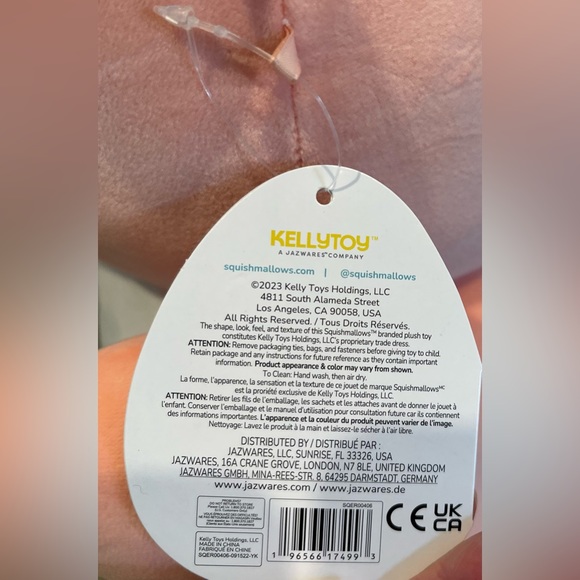 KELLYTOY™
A JAZWARES COMPANY
squishmallows.com | @squishmallows
©2023 Kelly Toys Holdings, LLC
4811 South Alameda Street
Los Angeles, CA 90058, USA
All Rights Reserved. / Tous Droits Réservés.
The shape, look, feel, and texture of this Squishmallows™ branded plush toy
constitutes Kelly Toys Holdings, LLC's proprietary trade dress.
ATTENTION: Remove packaging ties, bags, and fasteners before giving toy to child.
Retain package and any instructions for future reference as they contain important
information. Product appearance & color may vary from shown.
To Clean: Hand wash, then air dry.
La forme, l'apparence, la sensation et la texture de ce jouet de marque Squishmallows MC
est la propriété exclusive de Kelly Toys Holdings, LLC.
ATTENTION: Retirer les fils de l'emballage, les sachets et les attaches avant de donner le jouet à
l'enfant. Conserver l'emballage et le manuel d'utilisation pour consultation future car ils contiennent
des informations importantes. L'apparence et la couleur du produit peuvent varier de l'image.
Nettoyage: Lavez le produit à la main et laissez-le sécher à l'air libre.
DISTRIBUTED BY / DISTRIBUÉ PAR :
JAZWARES, LLC, SUNRISE, FL 33326, USA
JAZWARES, 16A CRANE GROVE, LONDON, N7 8LE, UNITED KINGDOM
JAZWARES GMBH, MINA-REES-STR. 8, 64295 DARMSTADT, GERMANY
www.jazwares.com / www.jazwares.de
PROBLEMS?
DO NOT RETURN TO STORE
SQER00406
1 96566 17499 3
CE UK
CA
Kelly Toys Holdings, LLC
MADE IN CHINA
FABRIQUÉ EN CHINE
SQER00406-091522-YK